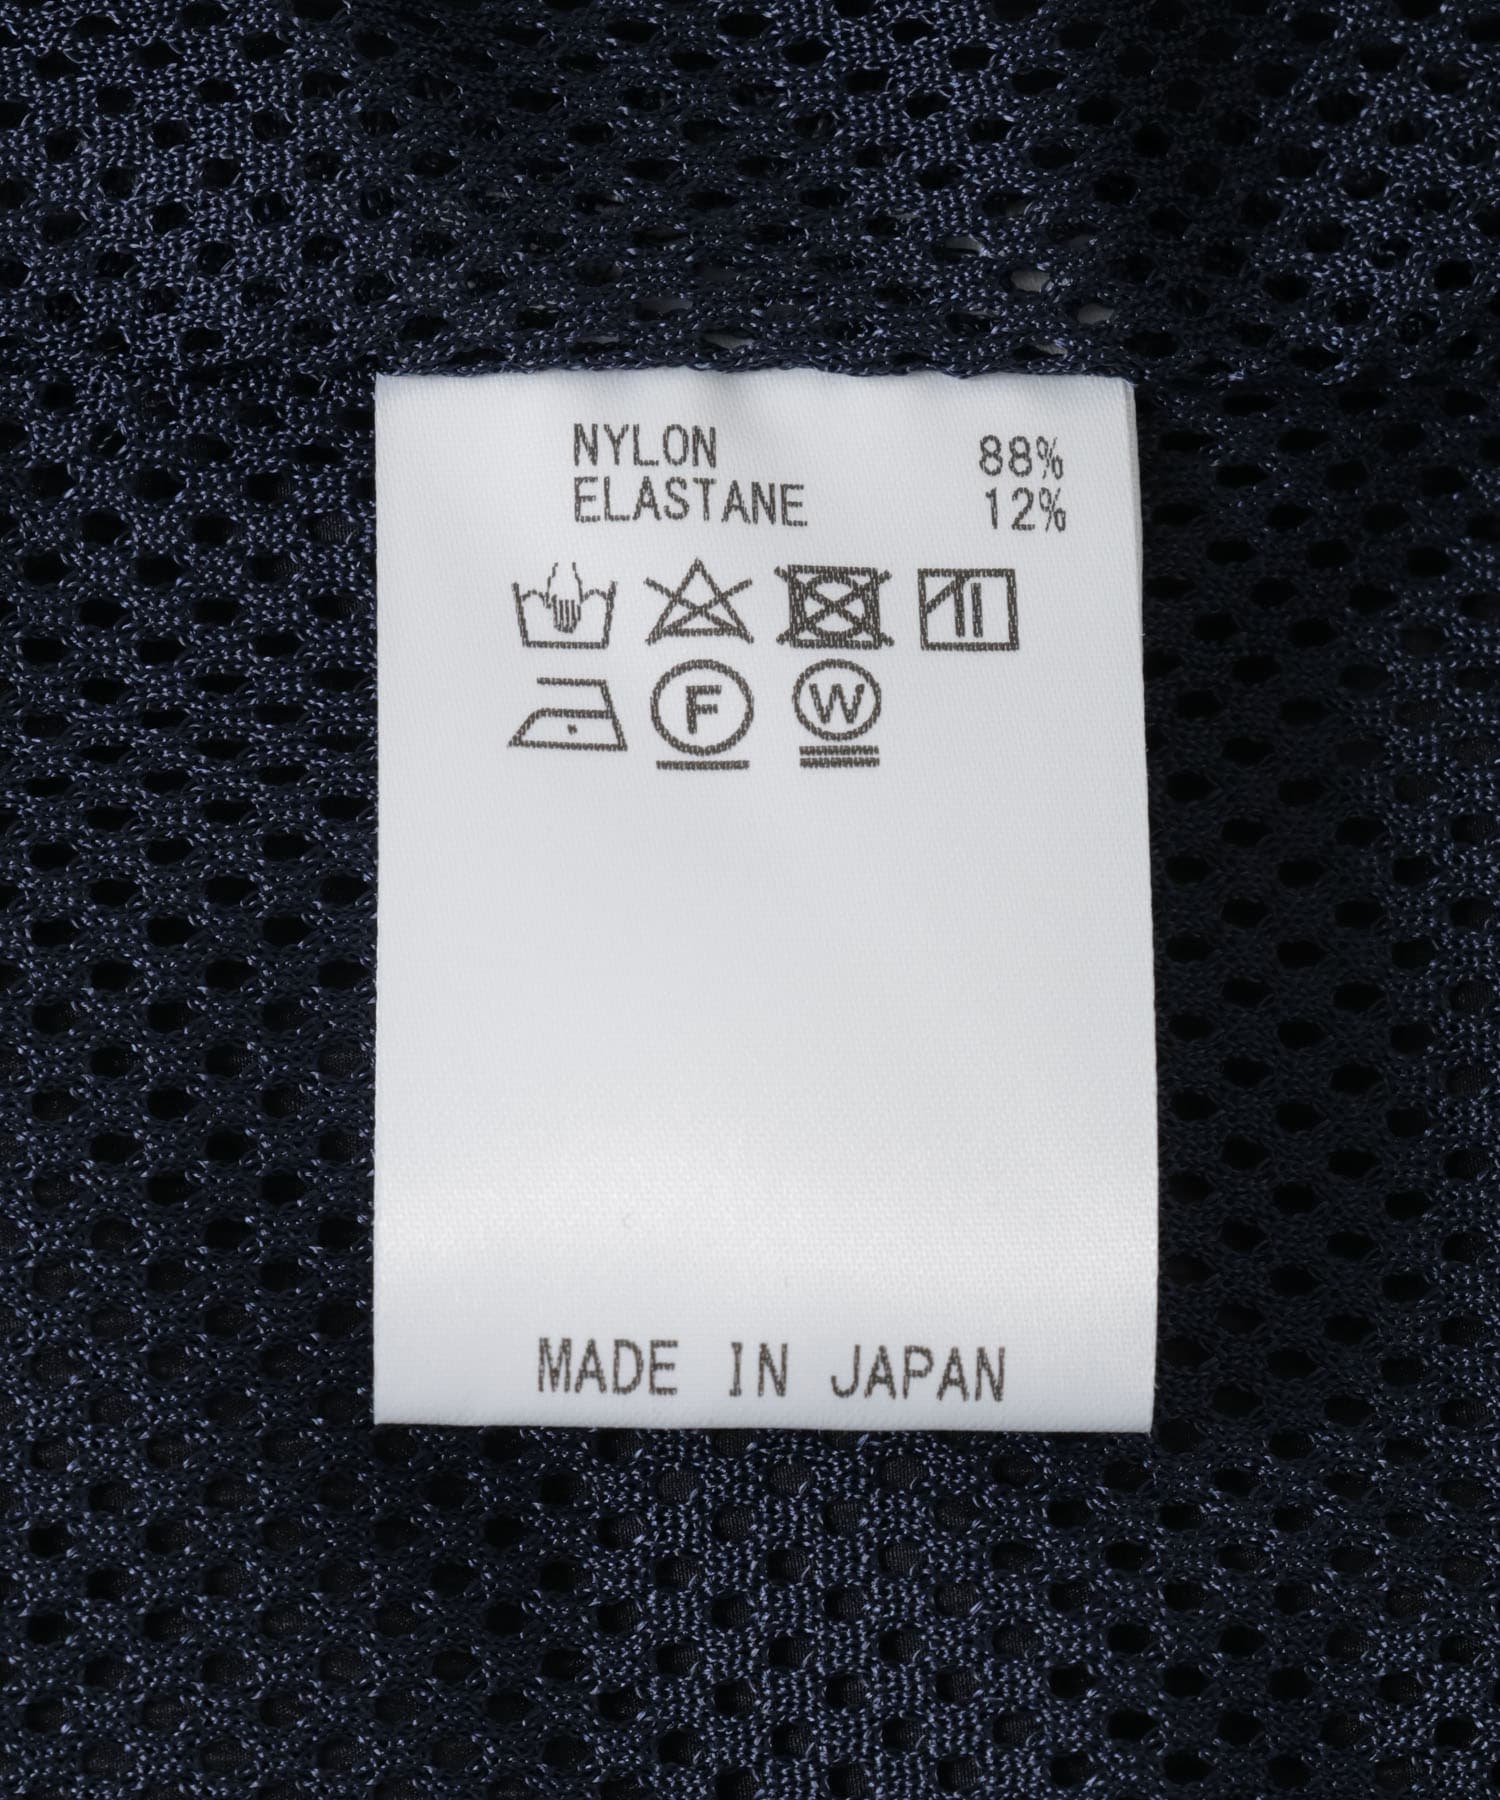 NYLON 88%
ELASTANE 12%
F W
MADE IN JAPAN